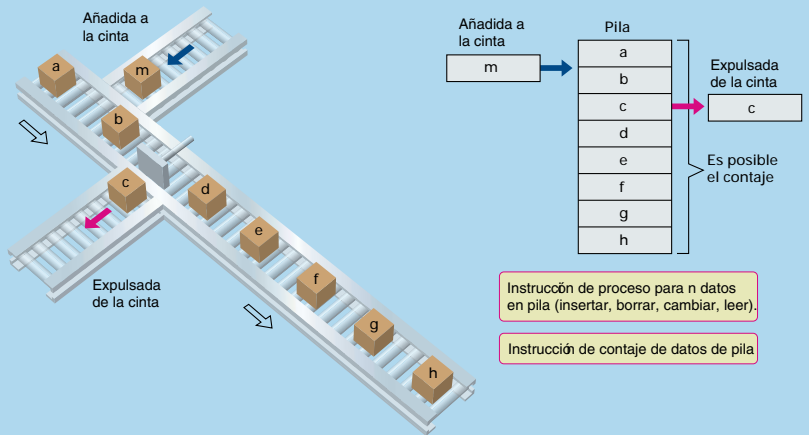 Añadida a
la cinta
a
m
b
c
d
e
f
g
h
Expulsada
de la cinta
Añadida a
la cinta
m
Pila
a
b
c
d
e
f
g
h
Expulsada
de la cinta
c
Es posible
el contaje
Instrucción de proceso para n datos
en pila (insertar, borrar, cambiar, leer).
Instrucción de contaje de datos de pila